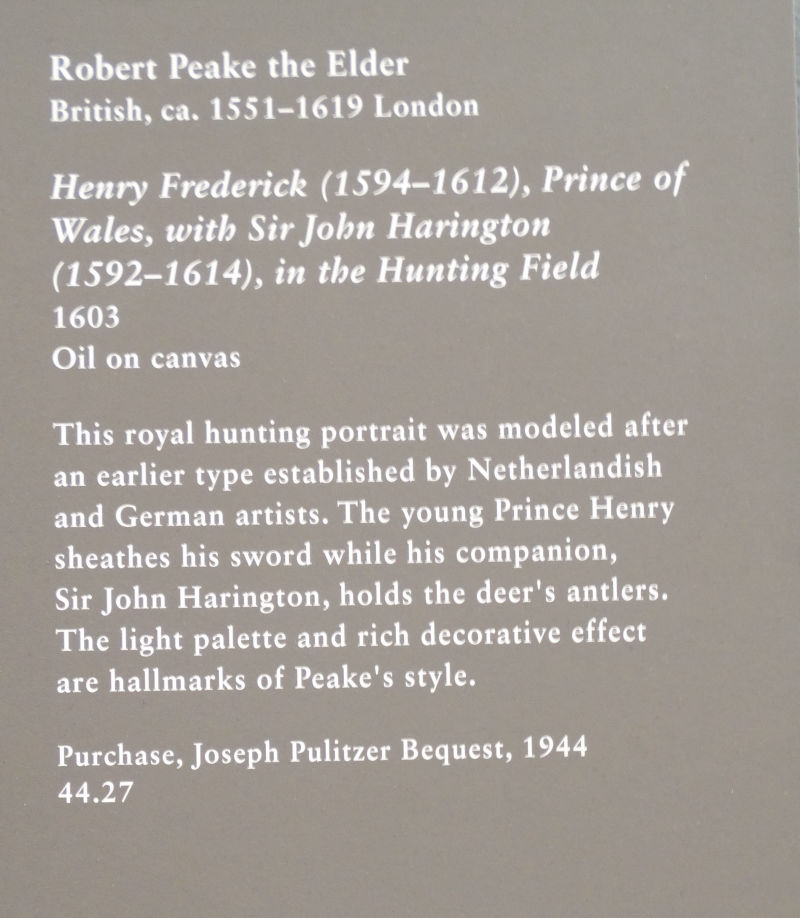 Robert Peake the Elder
British, ca. 1551–1619 London
Henry Frederick (1594–1612), Prince of
Wales, with Sir John Harington
(1592–1614), in the Hunting Field
1603
Oil on canvas
This royal hunting portrait was modeled after
an earlier type established by Netherlandish
and German artists. The young Prince Henry
sheathes his sword while his companion,
Sir John Harington, holds the deer's antlers.
The light palette and rich decorative effect
are hallmarks of Peake's style.
Purchase, Joseph Pulitzer Bequest, 1944
44.27